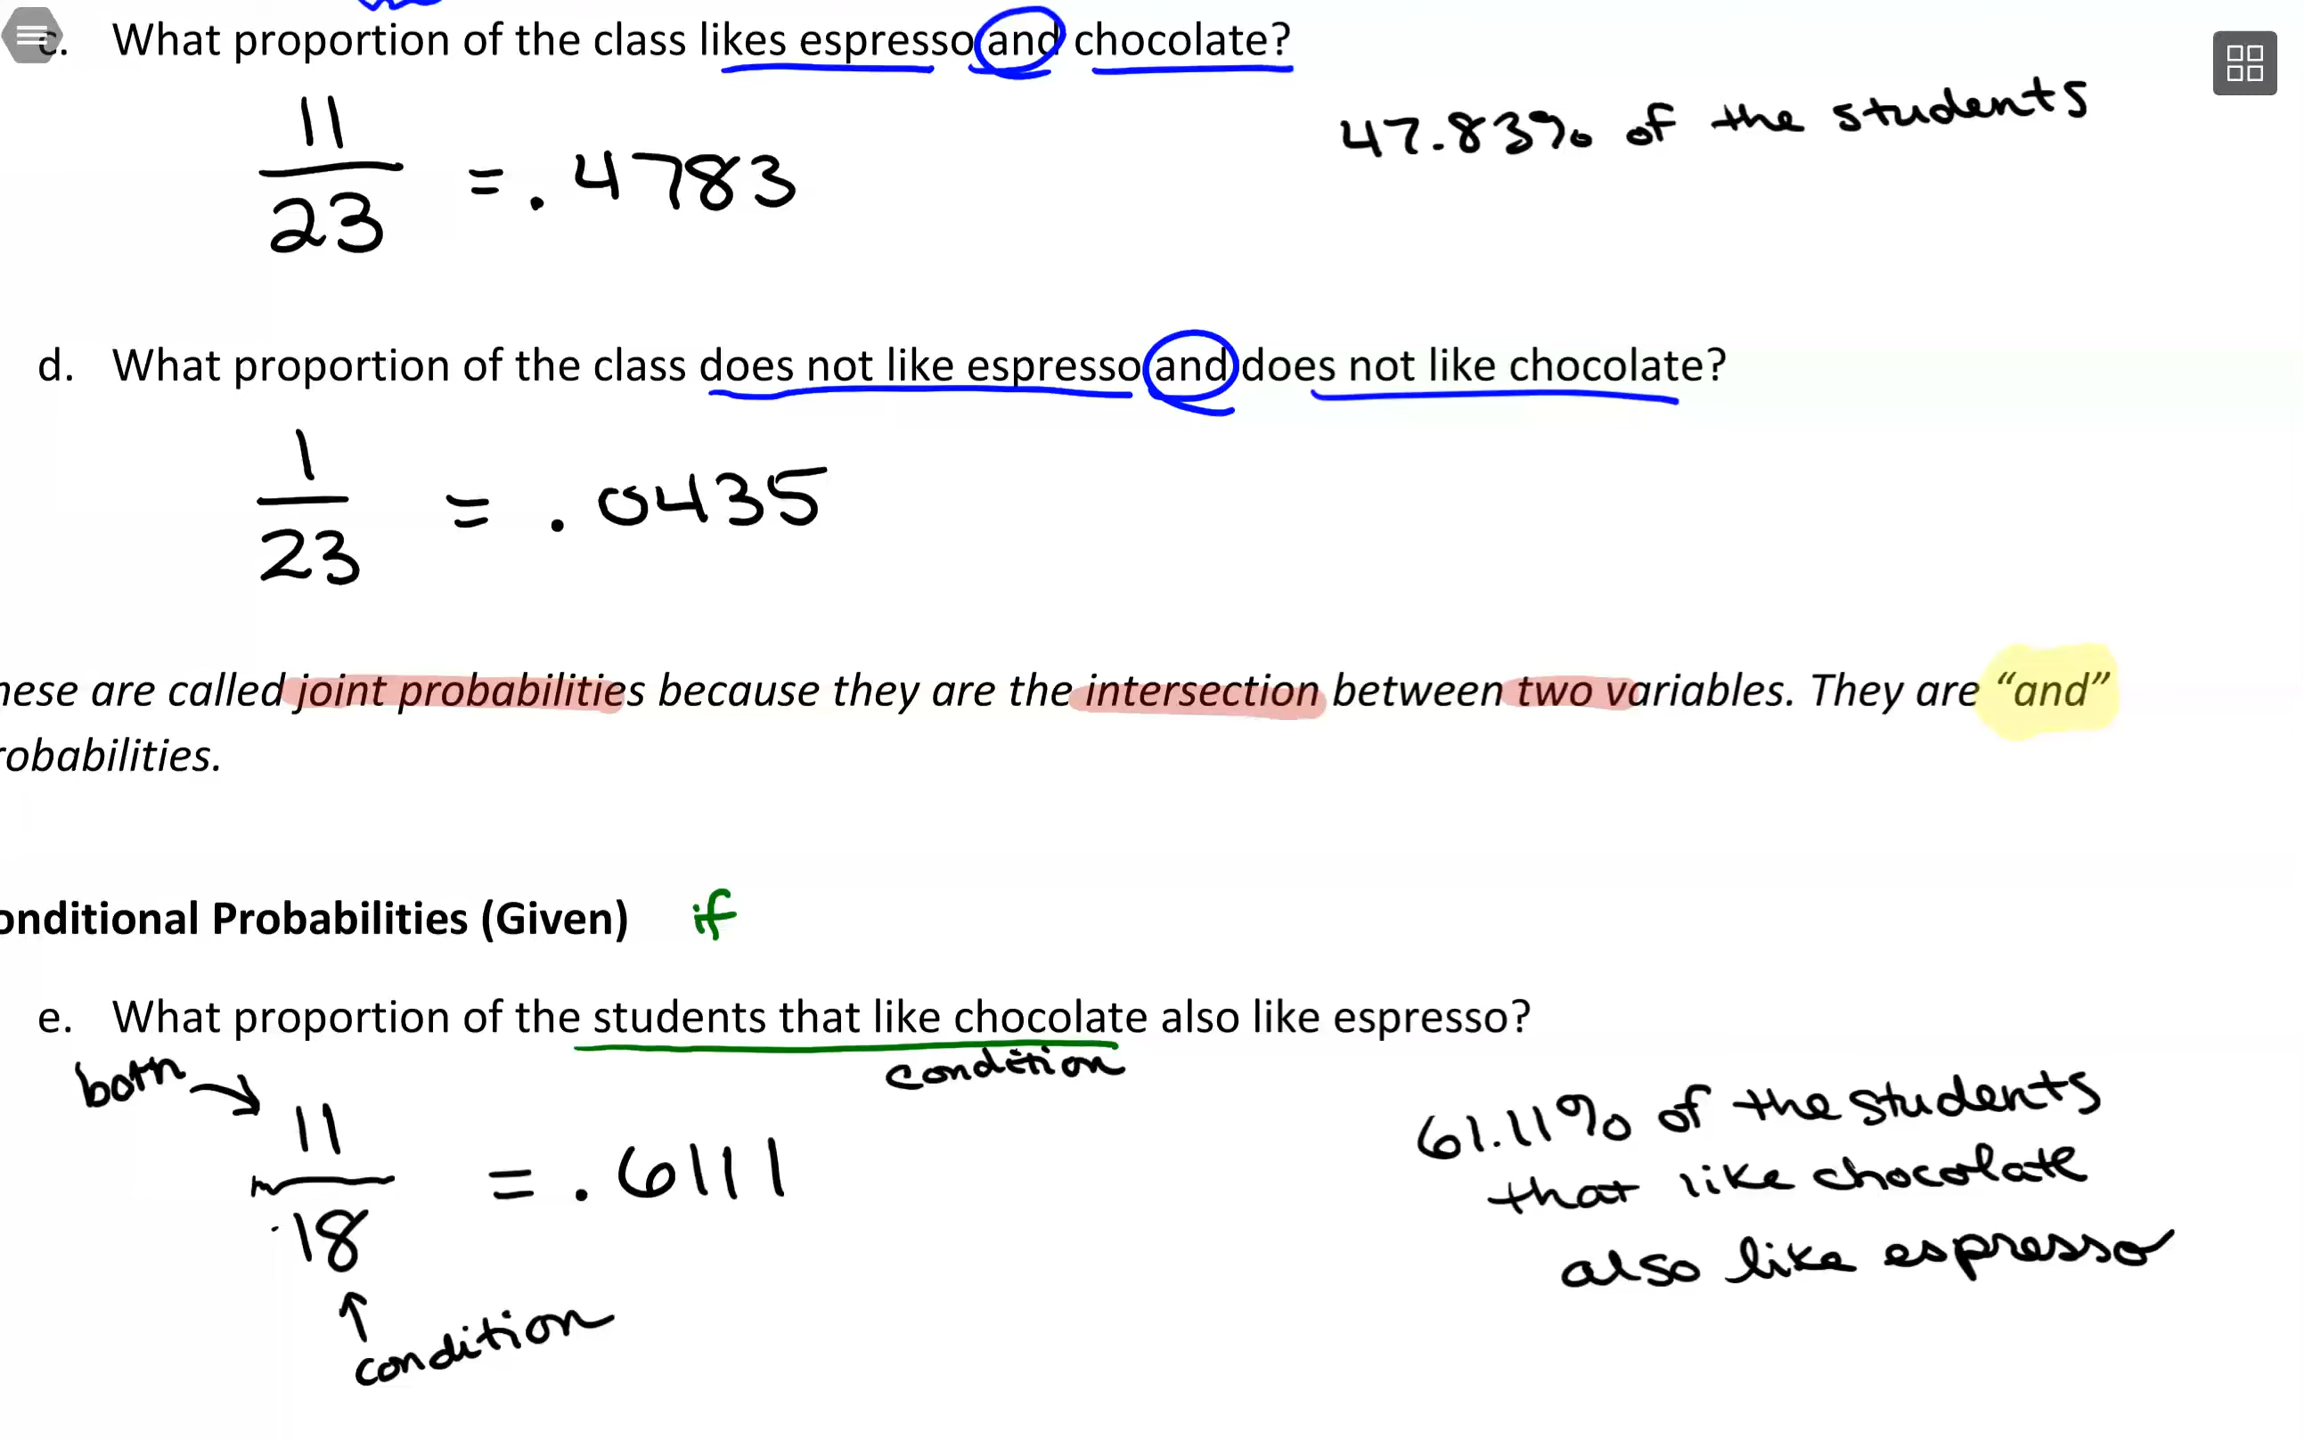 c. What proportion of the class likes espresso and chocolate?
47.83% of the students
11
23
= .4783
d. What proportion of the class does not like espresso and does not like chocolate?
1
23
= .0435
hese are called joint probabilities because they are the intersection between two variables. They are “and”
robabilities.
onditional Probabilities (Given) if
e. What proportion of the students that like chocolate also like espresso?
condition
both
11
18
= .6111
condition
61.11% of the students
that like chocolate
also like espresso